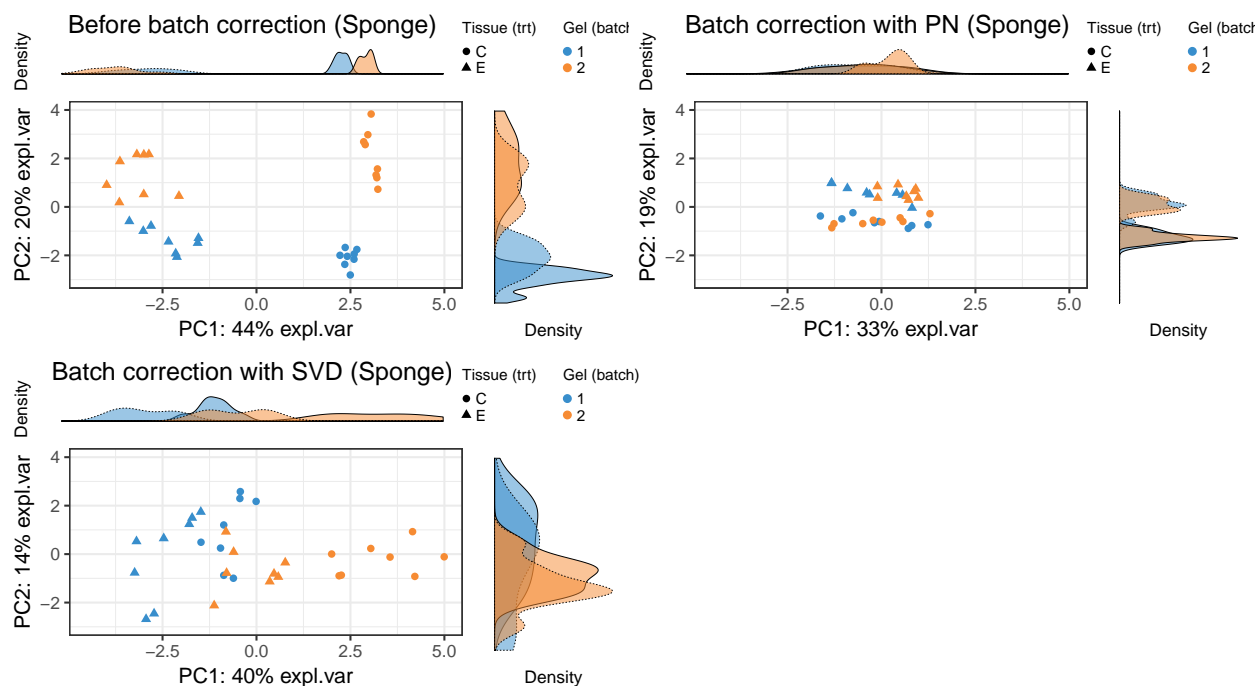 Before batch correction (Sponge)
Density
Tissue (trt)
C
E
Gel (batch)
1
2
PC2: 20% expl.var
4
2
0
−2
−2.5
0.0
2.5
5.0
PC1: 44% expl.var
Density
Batch correction with PN (Sponge)
Density
Tissue (trt)
C
E
Gel (batch
1
2
PC2: 19% expl.var
4
2
0
−2
−2.5
0.0
2.5
5.0
PC1: 33% expl.var
Density
Batch correction with SVD (Sponge)
Density
Tissue (trt)
C
E
Gel (batch)
1
2
PC2: 14% expl.var
4
2
0
−2
−2.5
0.0
2.5
5.0
PC1: 40% expl.var
Density